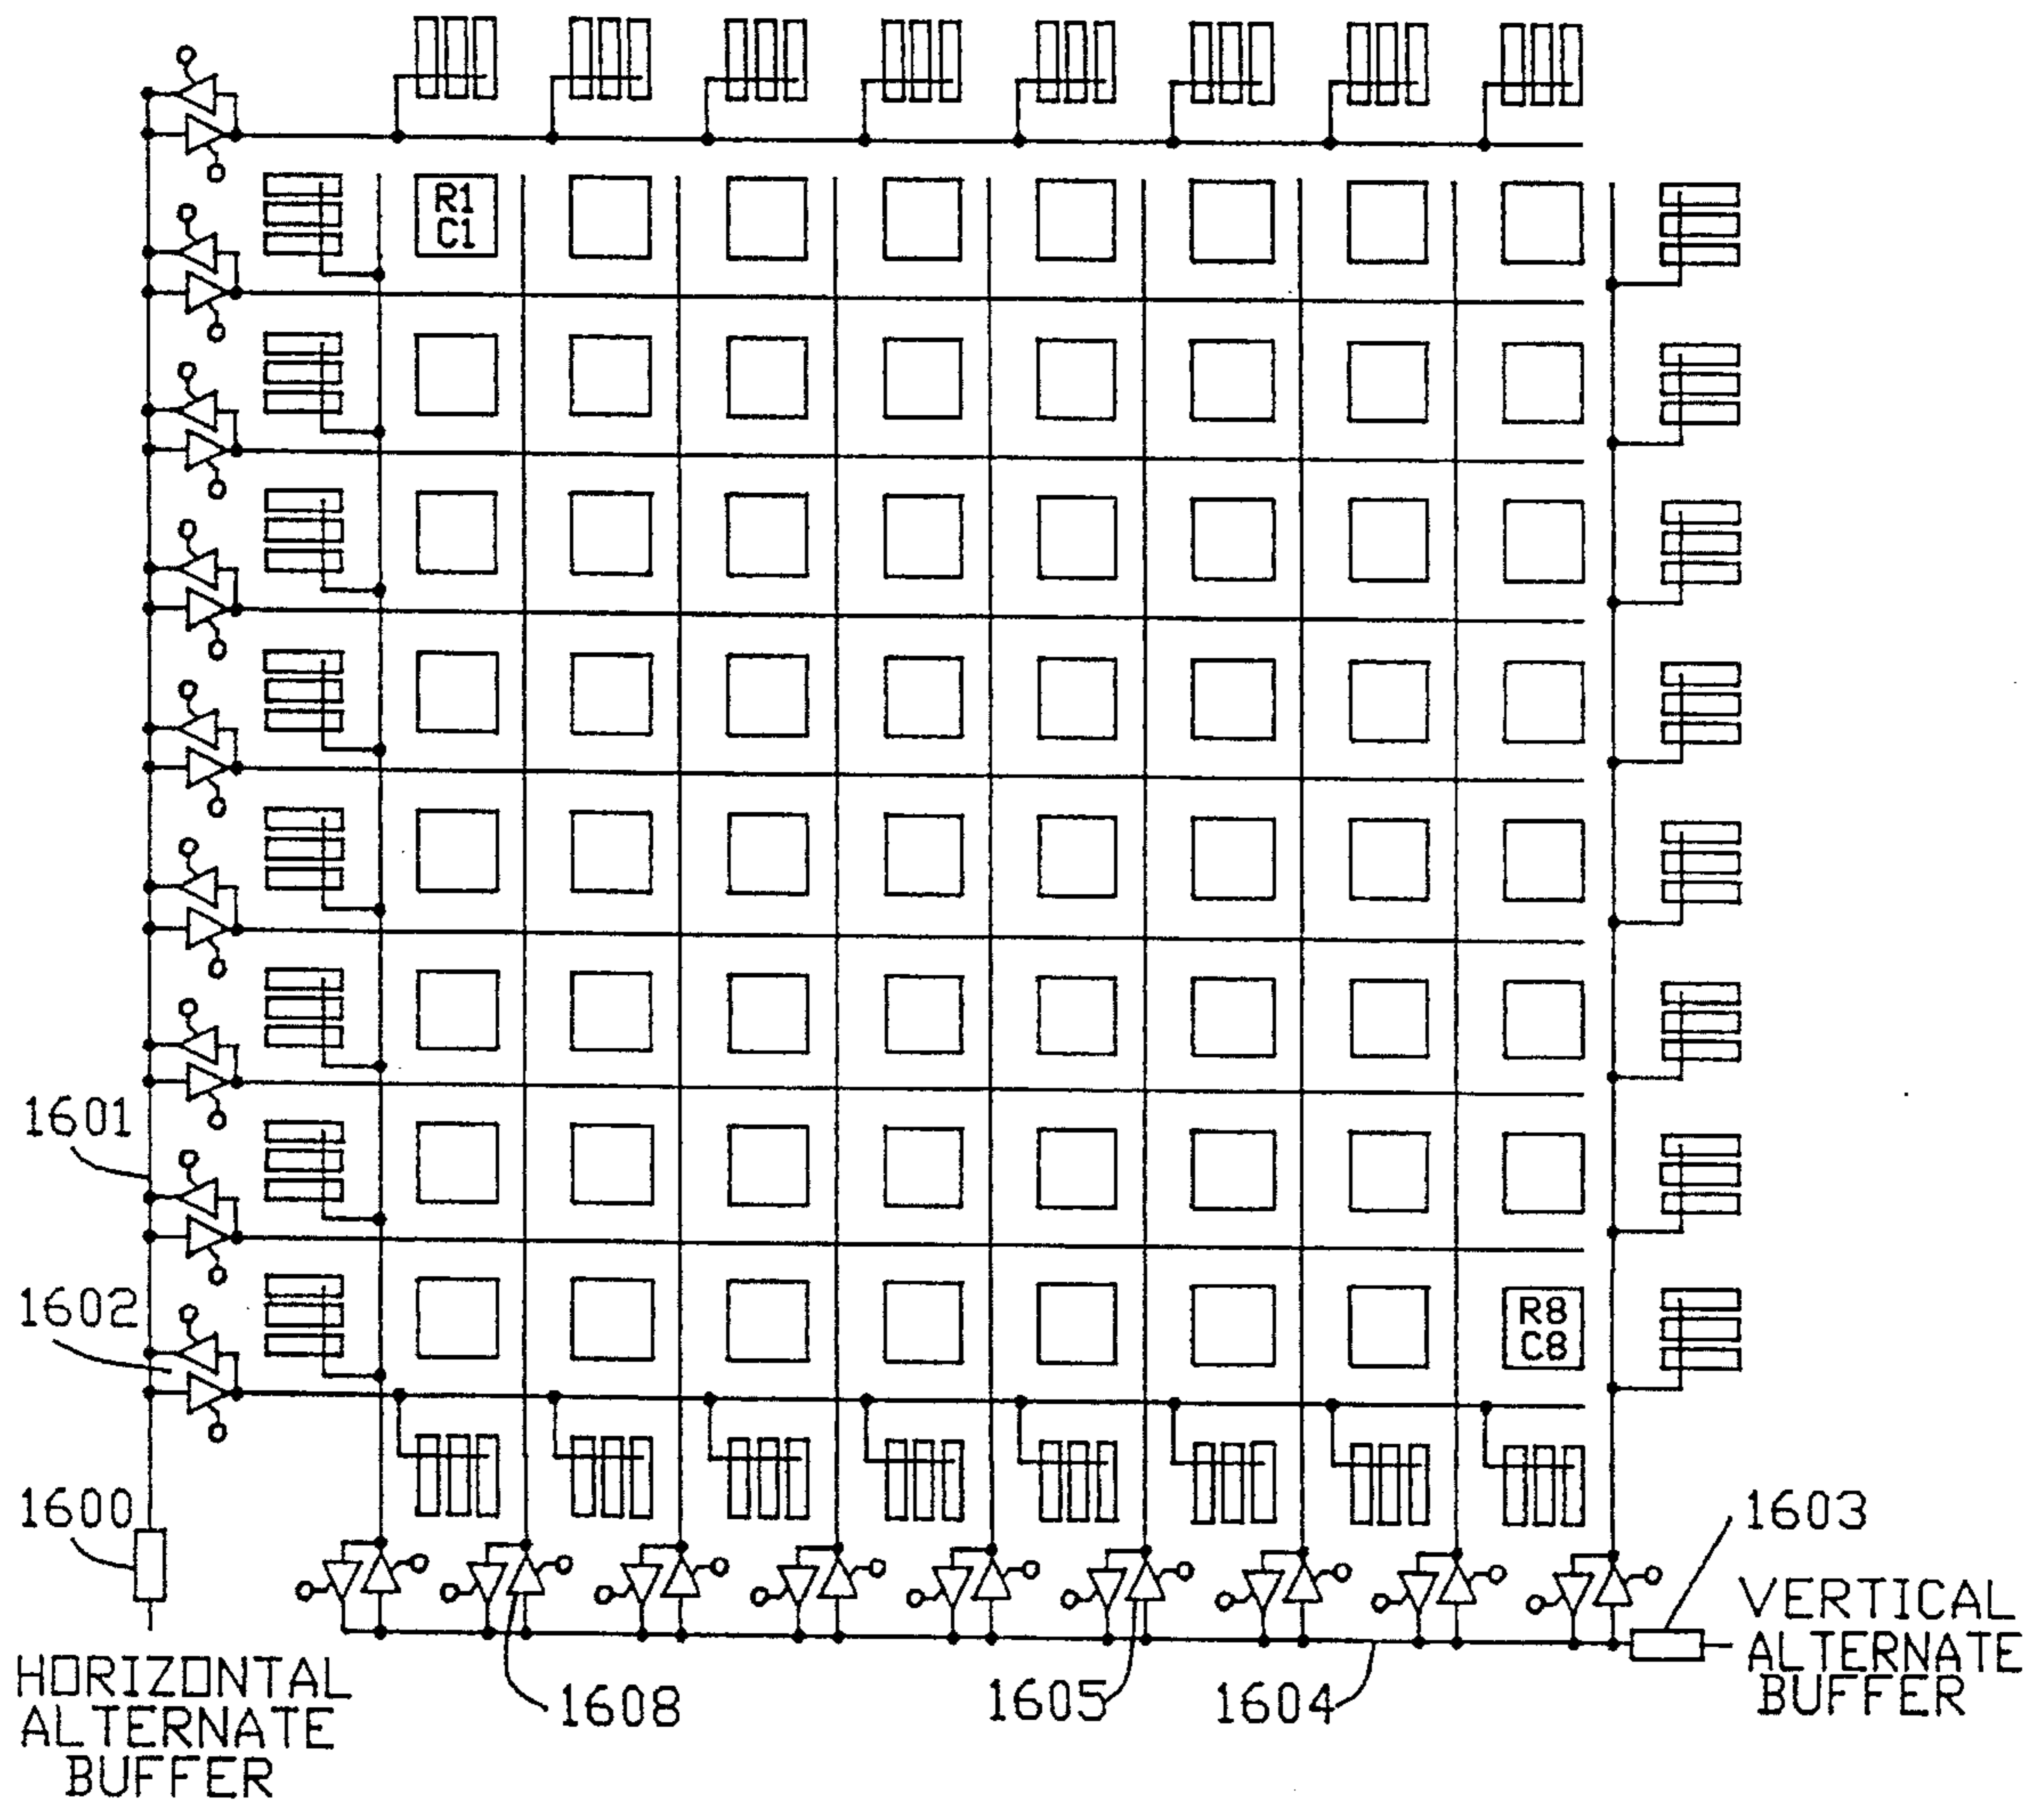 R1
C1
1601
1602
R8
C8
1600
1603
VERTICAL
ALTERNATE
BUFFER
HORIZONTAL
ALTERNATE
BUFFER
1608
1605
1604